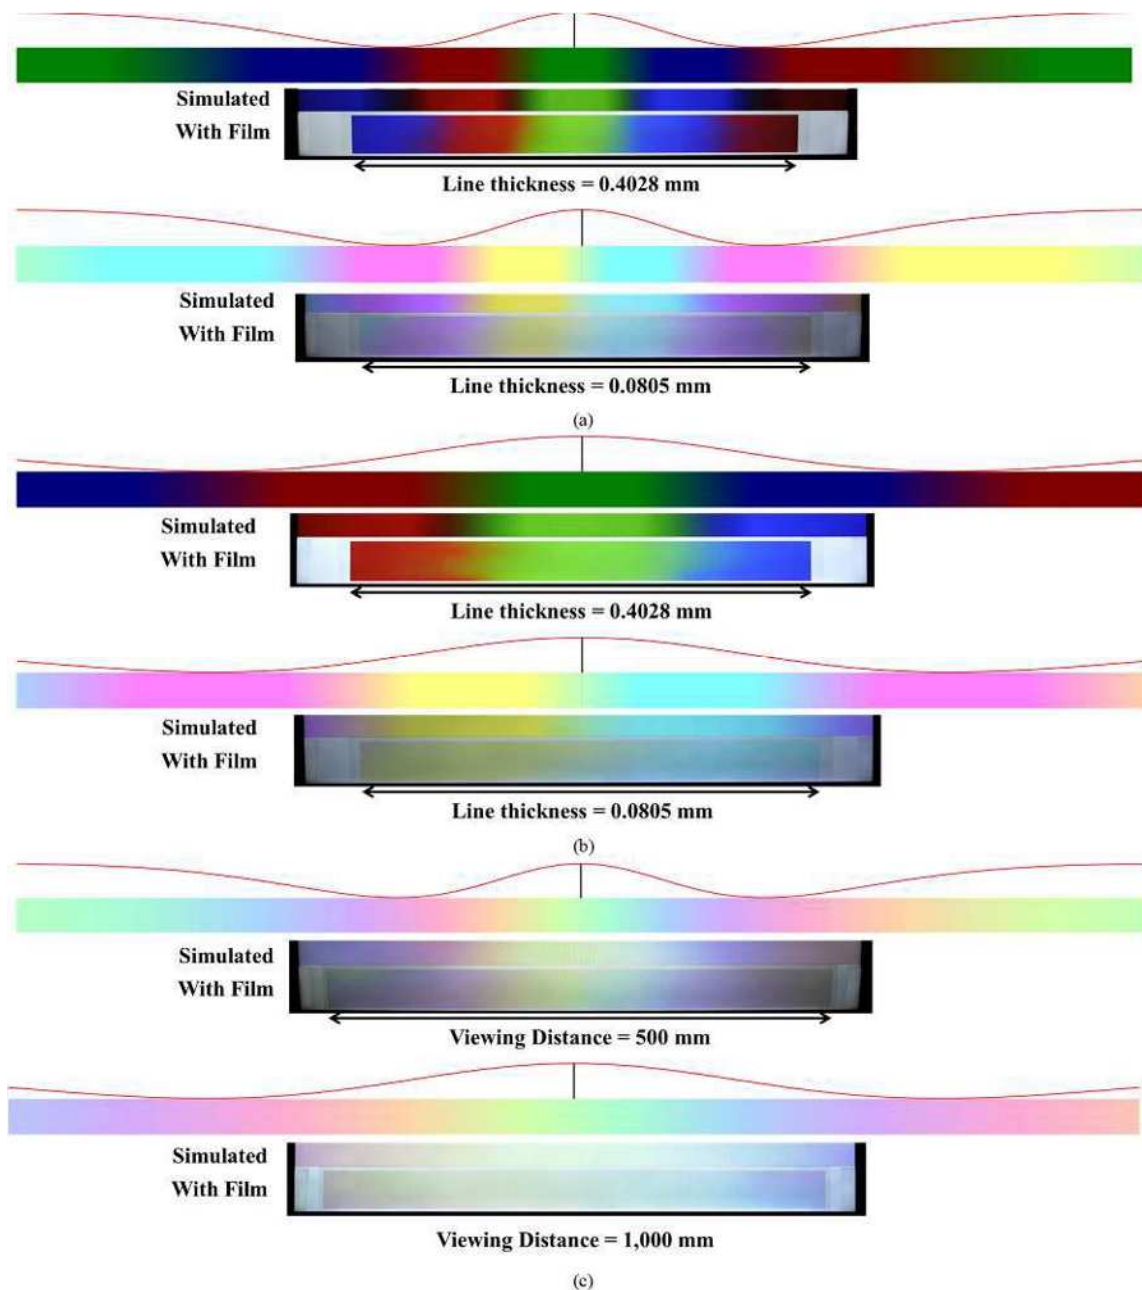 Simulated
With Film
Line thickness = 0.4028 mm
Simulated
With Film
Line thickness = 0.0805 mm
(a)
Simulated
With Film
Line thickness = 0.4028 mm
Simulated
With Film
Line thickness = 0.0805 mm
(b)
Simulated
With Film
Viewing Distance = 500 mm
Simulated
With Film
Viewing Distance = 1,000 mm
(c)